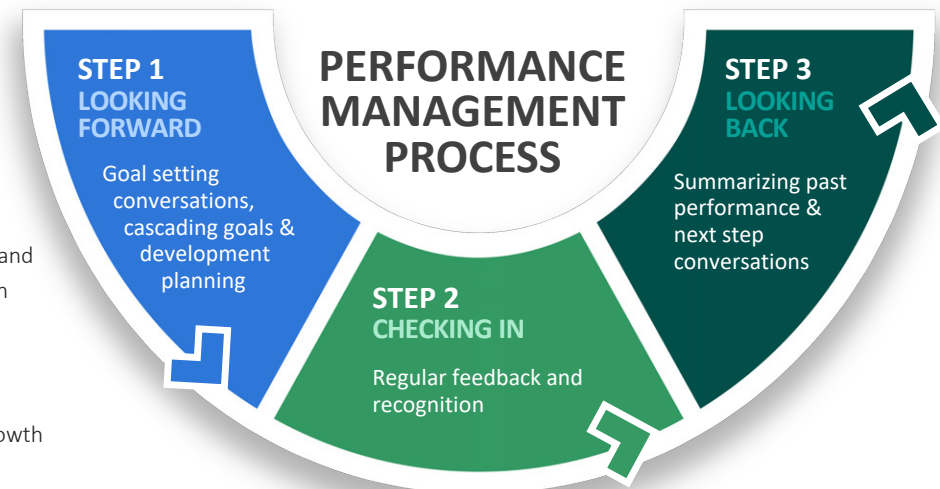 PERFORMANCE
MANAGEMENT
PROCESS
STEP 1
LOOKING
FORWARD
Goal setting
conversations,
cascading goals &
development
planning
STEP 2
CHECKING IN
Regular feedback and
recognition
STEP 3
LOOKING
BACK
Summarizing past
performance &
next step
conversations
and